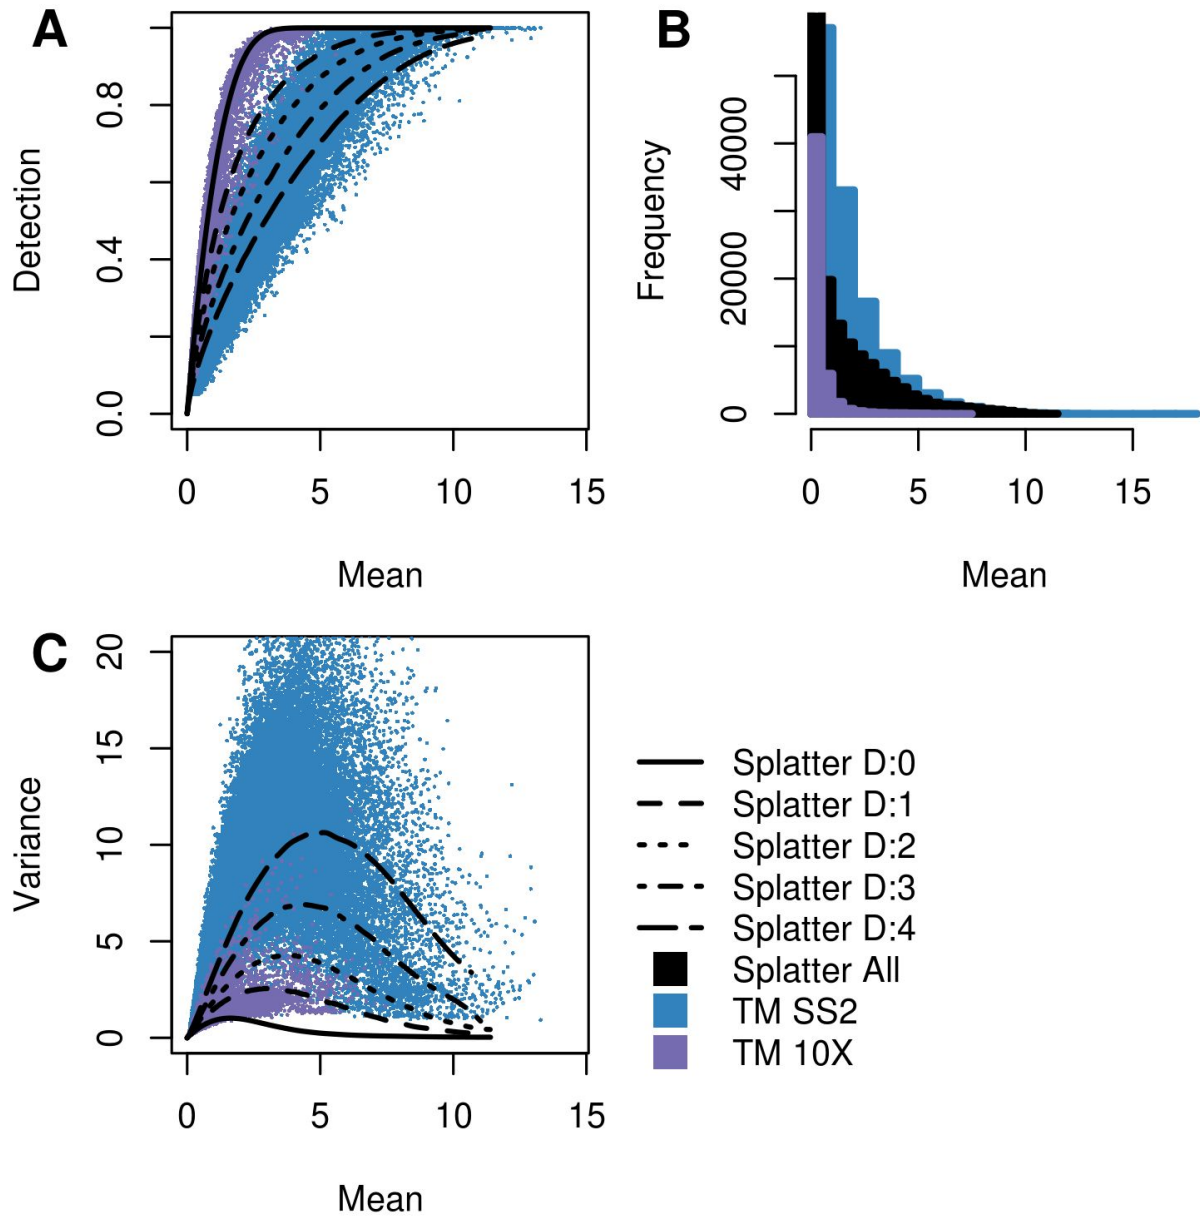 A
Detection
0.0
0.4
0.8
0 5 10 15
Mean
B
Frequency
0
20000
40000
0 5 10 15
Mean
C
Variance
0
5
10
15
20
0 5 10 15
Mean
Splatter D:0
Splatter D:1
Splatter D:2
Splatter D:3
Splatter D:4
Splatter All
TM SS2
TM 10X